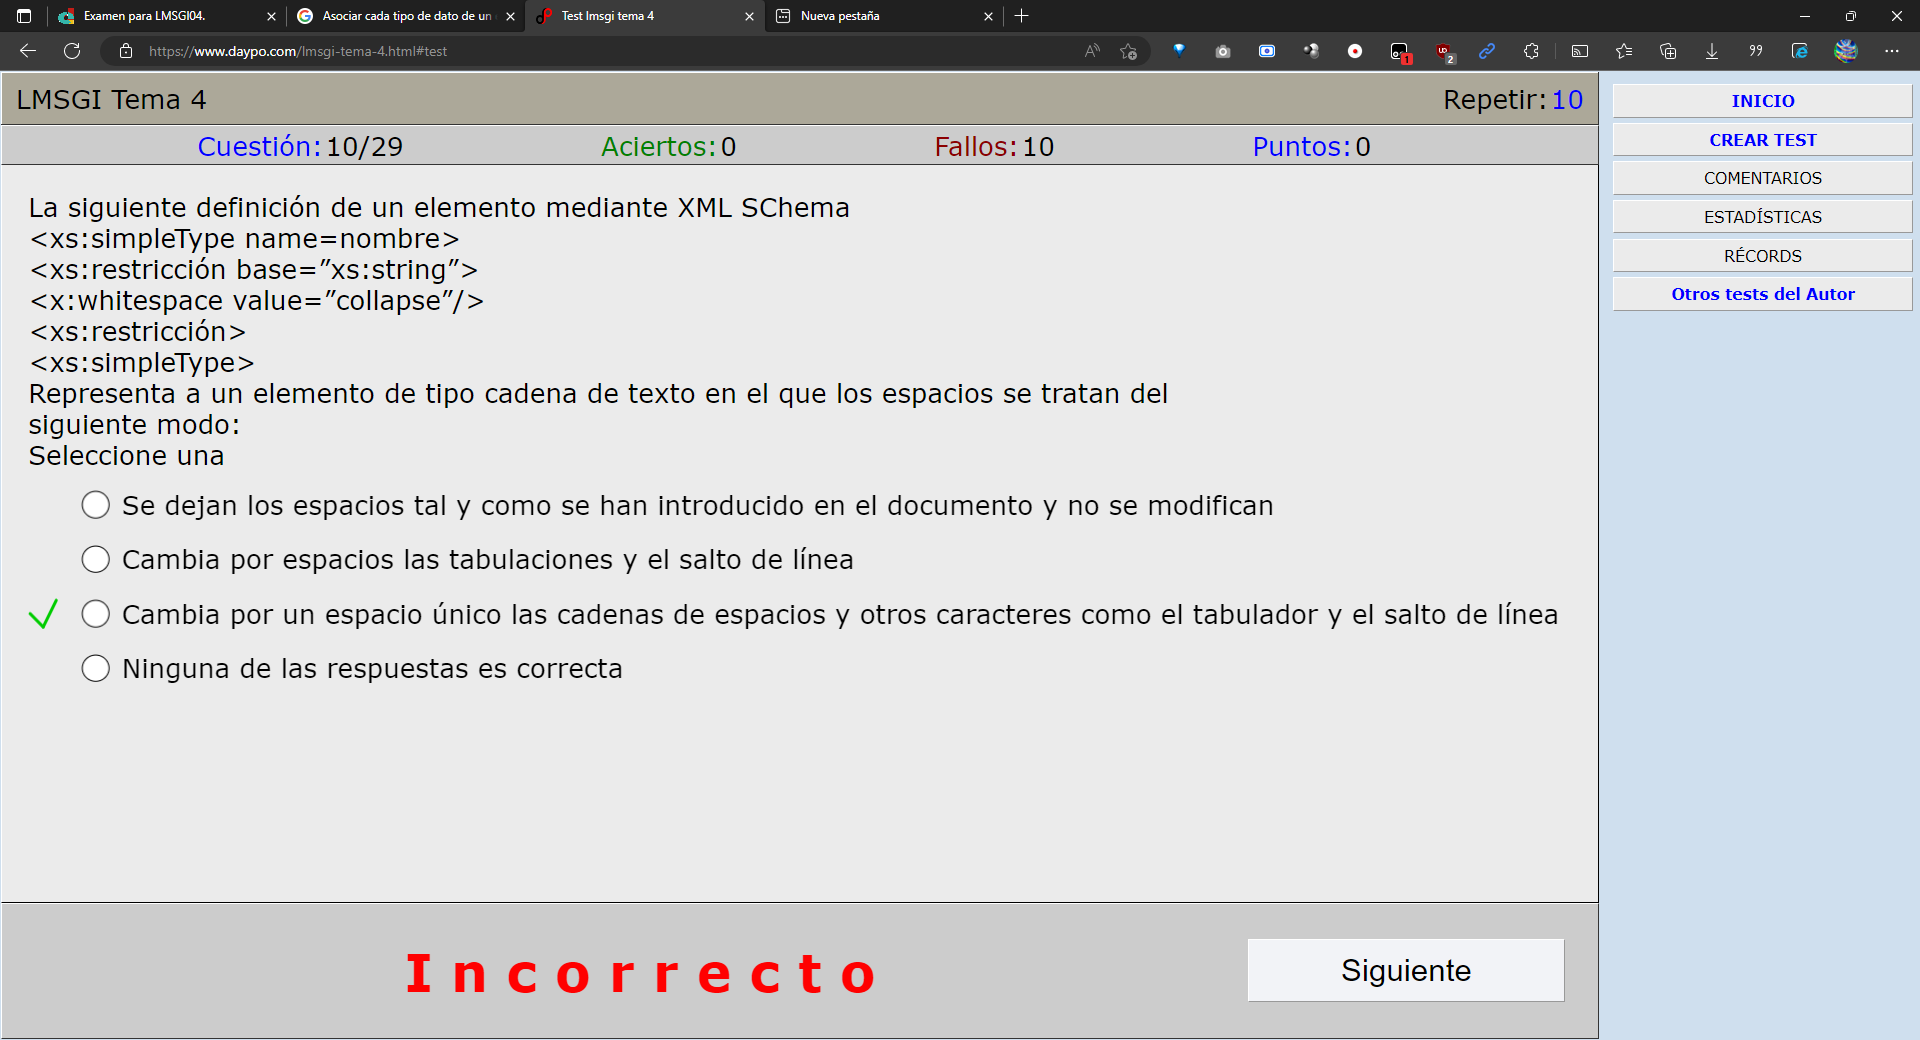 Examen para LMSGI04.
Asociar cada tipo de dato de un
Test lmsgi tema 4
Nueva pestaña
https://www.daypo.com/lmsgi-tema-4.html#test
1
2
LMSGI Tema 4
Repetir: 10
Cuestión: 10/29
Aciertos: 0
Fallos: 10
Puntos: 0
La siguiente definición de un elemento mediante XML SChema
<xs:simpleType name=nombre>
<xs:restricción base=”xs:string”>
<x:whitespace value=”collapse”/>
<xs:restricción>
<xs:simpleType>
Representa a un elemento de tipo cadena de texto en el que los espacios se tratan del
siguiente modo:
Seleccione una
Se dejan los espacios tal y como se han introducido en el documento y no se modifican
Cambia por espacios las tabulaciones y el salto de línea
Cambia por un espacio único las cadenas de espacios y otros caracteres como el tabulador y el salto de línea
Ninguna de las respuestas es correcta
Incorrecto
Siguiente
INICIO
CREAR TEST
COMENTARIOS
ESTADÍSTICAS
RÉCORDS
Otros tests del Autor